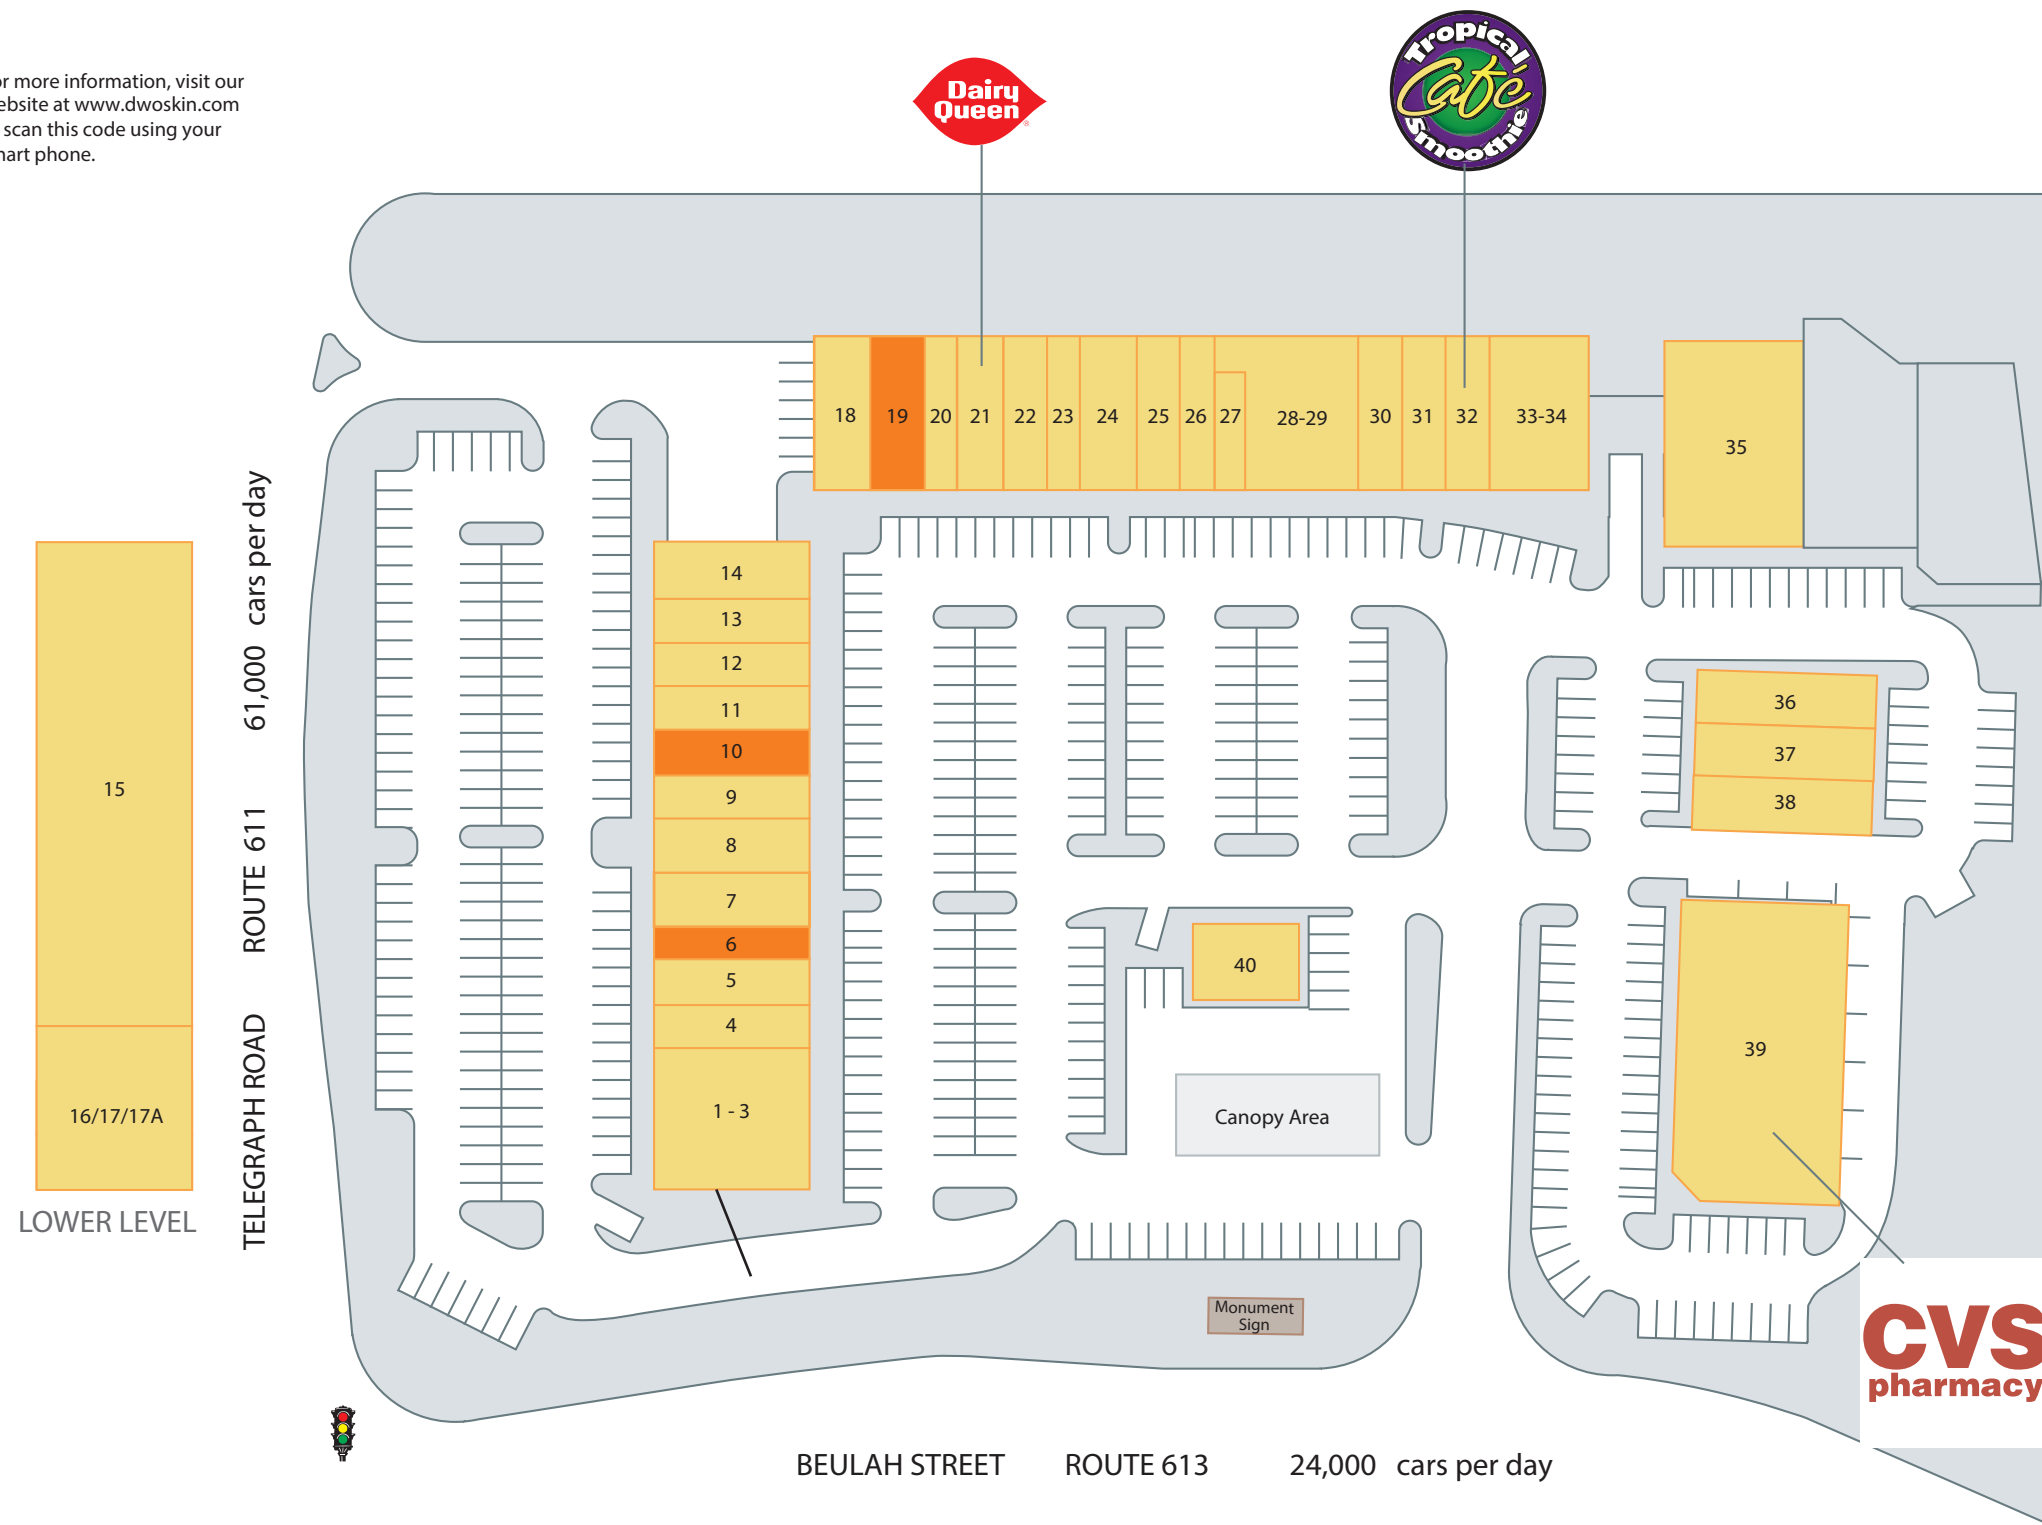 or more information, visit our
ebsite at www.dwoskin.com
scan this code using your
art phone.
Dairy
Queen
Tropical
Café
Smoothie
18
19
20
21
22
23
24
25
26
27
28-29
30
31
32
33-34
35
14
13
12
11
10
9
8
7
6
5
4
1 - 3
15
16/17/17A
LOWER LEVEL
TELEGRAPH ROAD ROUTE 611 61,000 cars per day
36
37
38
40
39
Canopy Area
Monument
Sign
CVS
pharmacy
BEULAH STREET ROUTE 613 24,000 cars per day